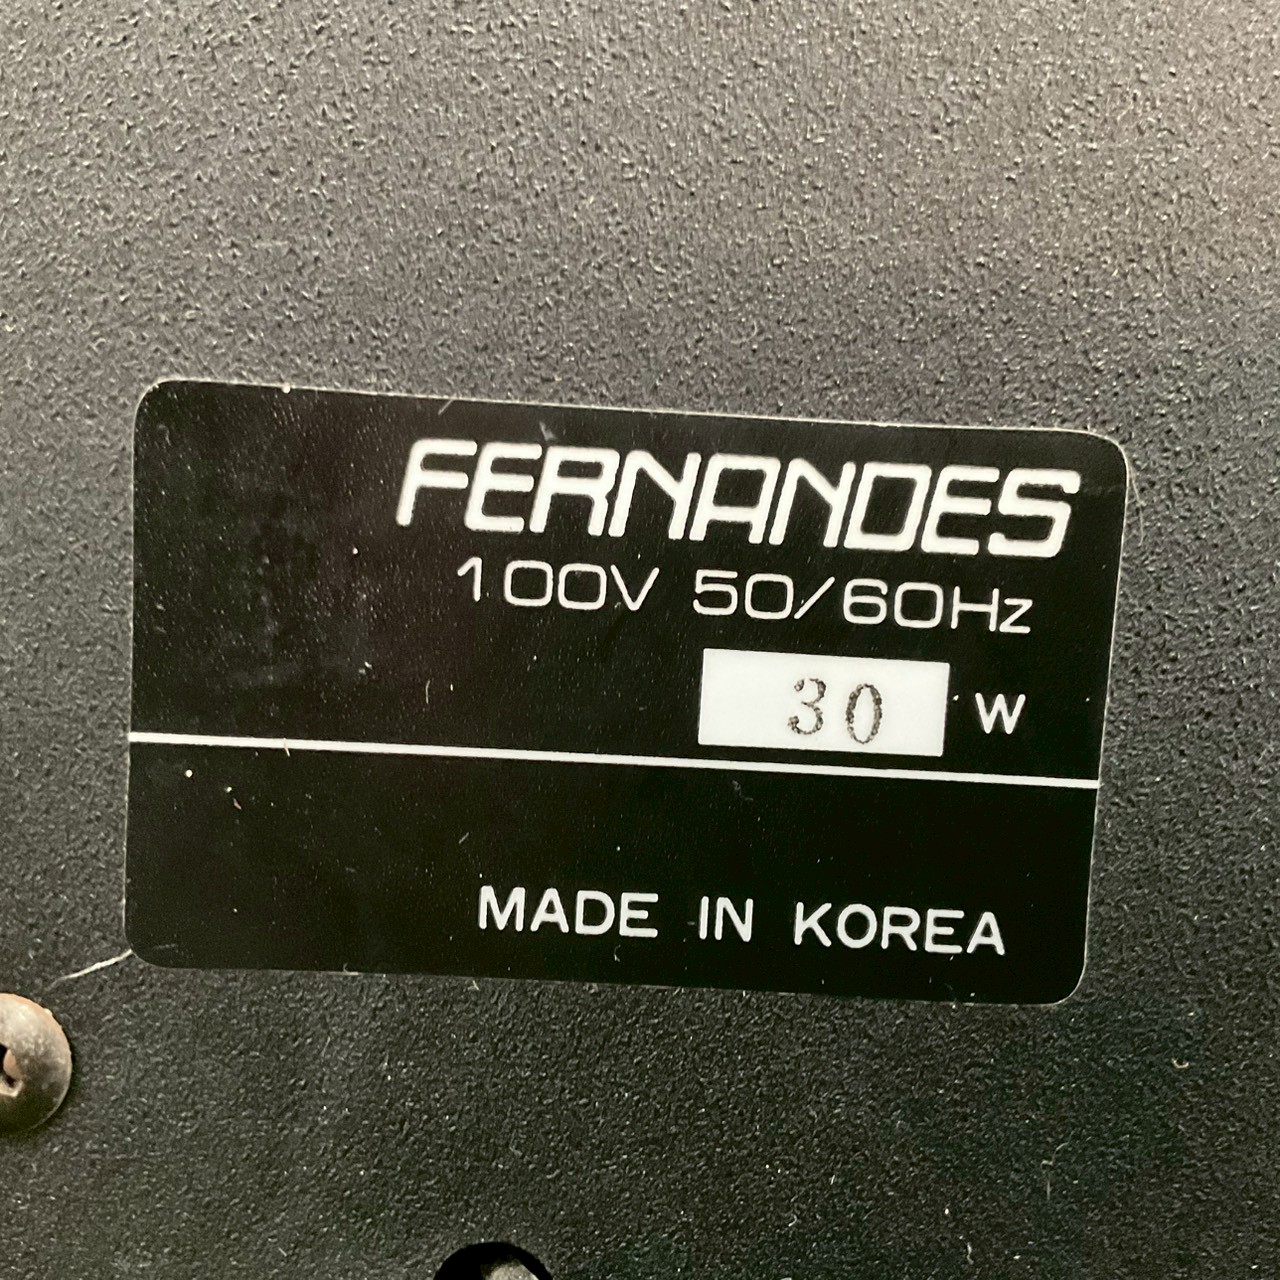 FERNANDES
100V 50/60Hz
30 W
MADE IN KOREA